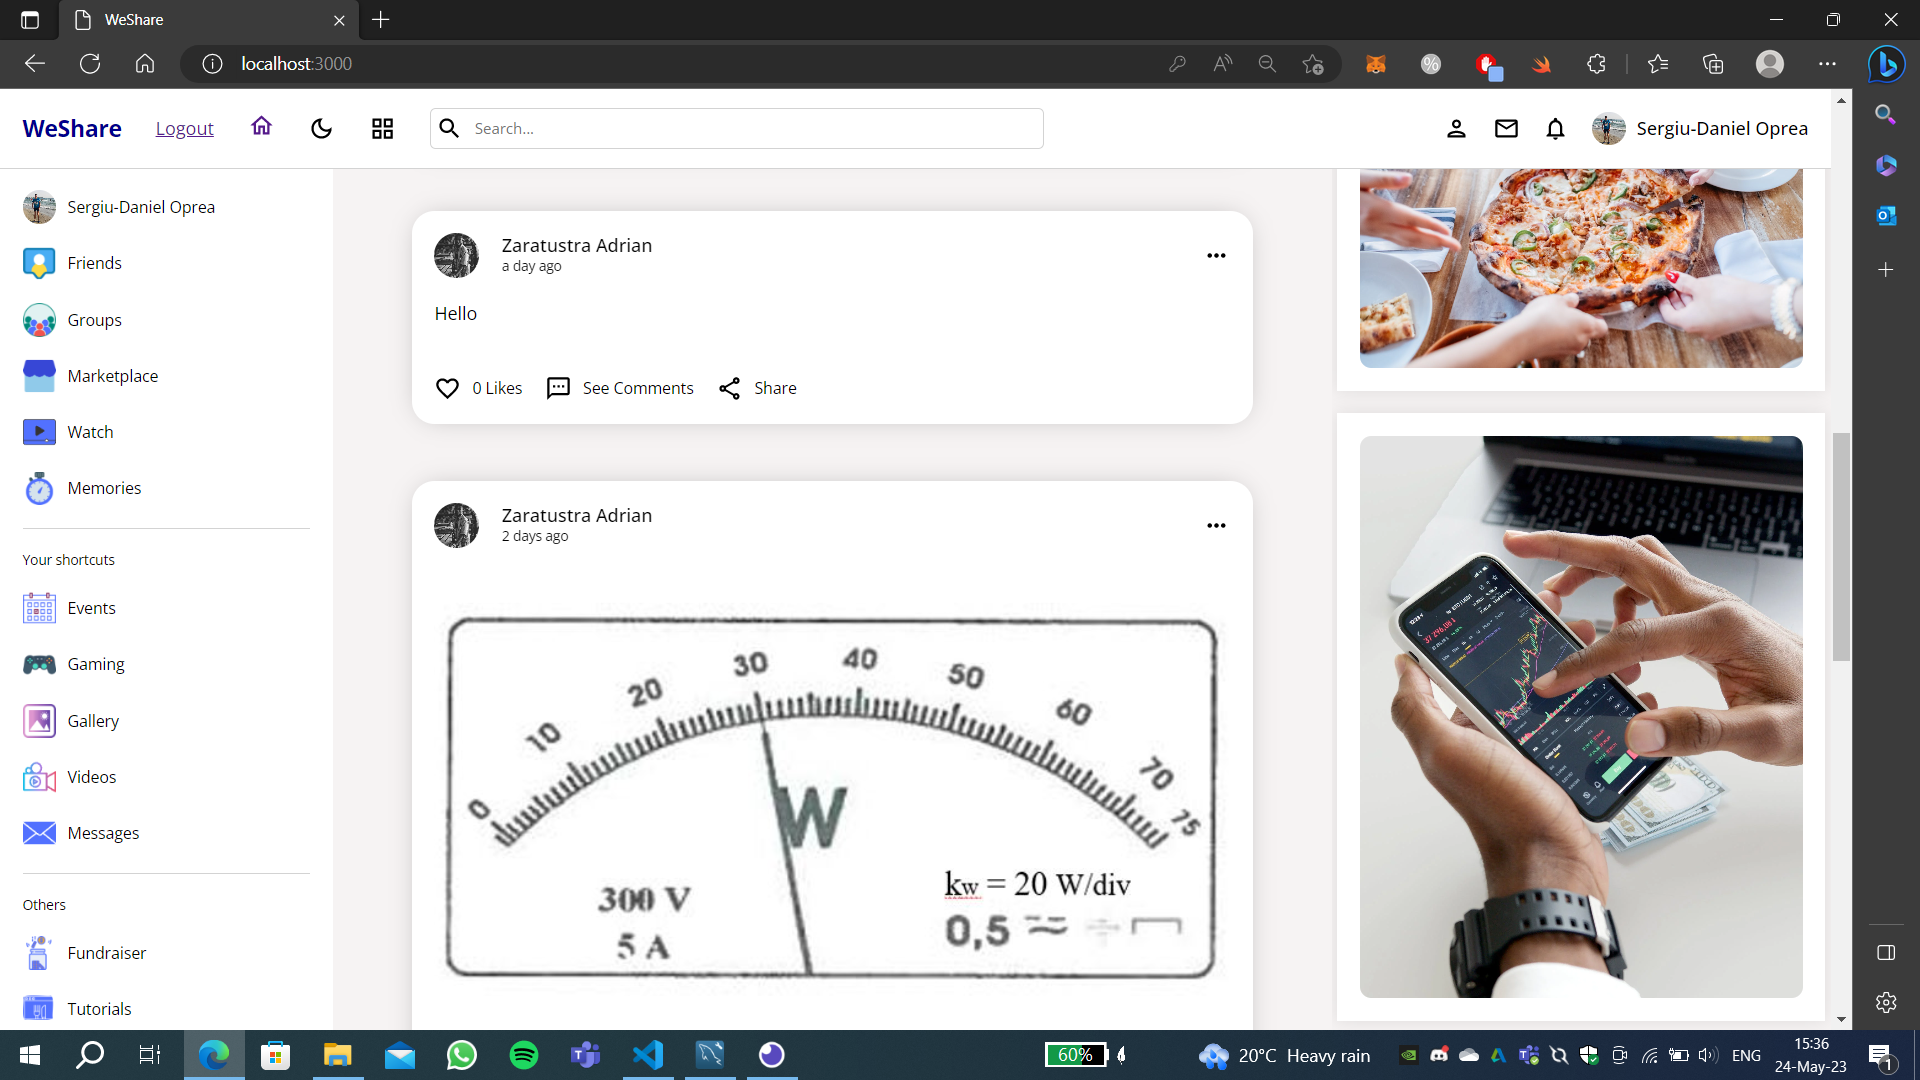 WeShare
localhost:3000
WeShare Logout Search... Sergiu-Daniel Oprea
Sergiu-Daniel Oprea
Friends
Groups
Marketplace
Watch
Memories
Your shortcuts
Events
Gaming
Gallery
Videos
Messages
Others
Fundraiser
Tutorials
Zaratustra Adrian
a day ago
Hello
0 Likes See Comments Share
Zaratustra Adrian
2 days ago
0 10 20 30 40 50 60 70 75
W
300 V
5 A
kw = 20 W/div
0,5
60%
20°C Heavy rain
ENG
15:36
24-May-23
1